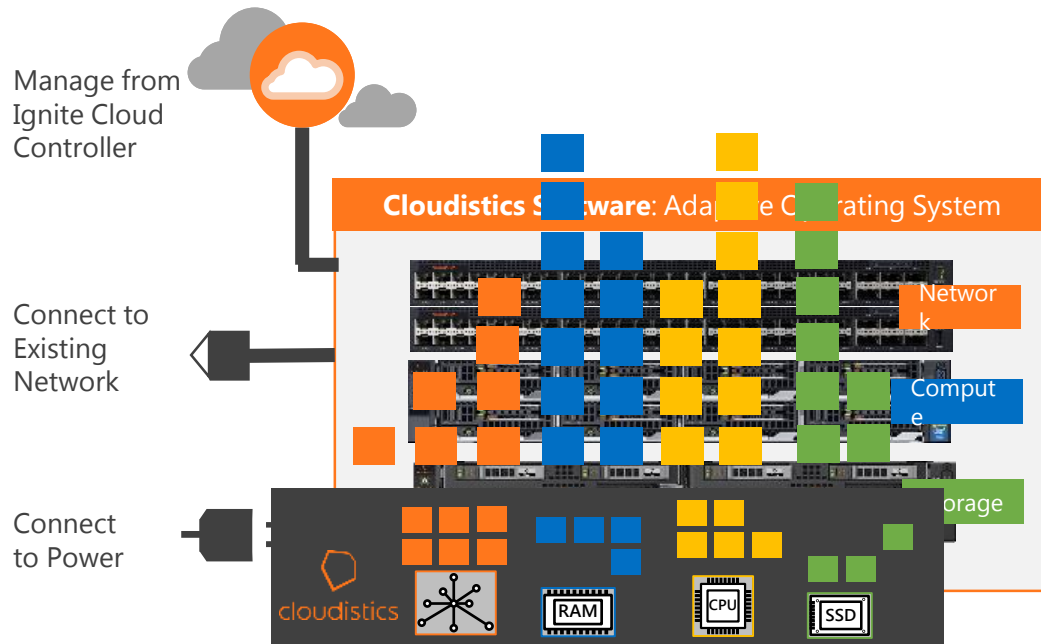 Manage from
Ignite Cloud
Controller
Cloudistics S tware: Ada e O rating System
Connect to
Existing
Network
Networ
k
Comput
e
orage
Connect
to Power
cloudistics
RAM
CPU
SSD